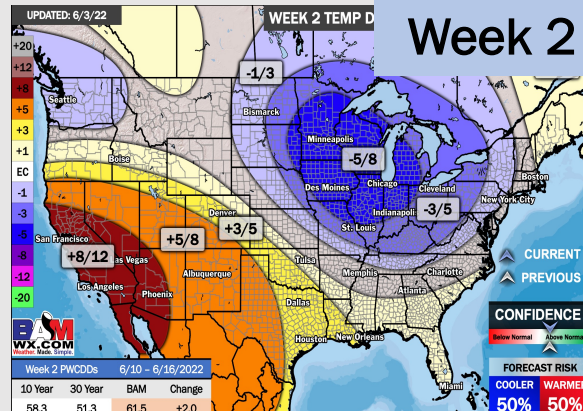 UPDATED: 6/3/22
WEEK 2 TEMP D
Week 2
+20
+12
+8
+5
+3
+1
EC
-1
-3
-5
-8
-12
-20
-1/3
Seattle
Bismarck
Minneapolis
-5/8
Boise
Des Moines
Chicago
Cleveland
Boston
New York City
Indianapoli
-3/5
Denver
St. Louis
San Francisco
+8/12
as Vegas
+5/8
+3/5
Tulsa
Memphis
Charlotte
Albuquerque
Los Angeles
Phoenix
Atlanta
Dallas
Houston
New Orleans
Miami
CURRENT
PREVIOUS
CONFIDENCE
Below Normal
Above Norma
FORECAST RISK
COOLER
WARME
50%
50%
BAM
WX.COM
Weather. Made. Simple.
Week 2 PWCDDs
6/10 – 6/16/2022
10 Year
30 Year
BAM
Change
58.3
51.3
61.5
+2.0